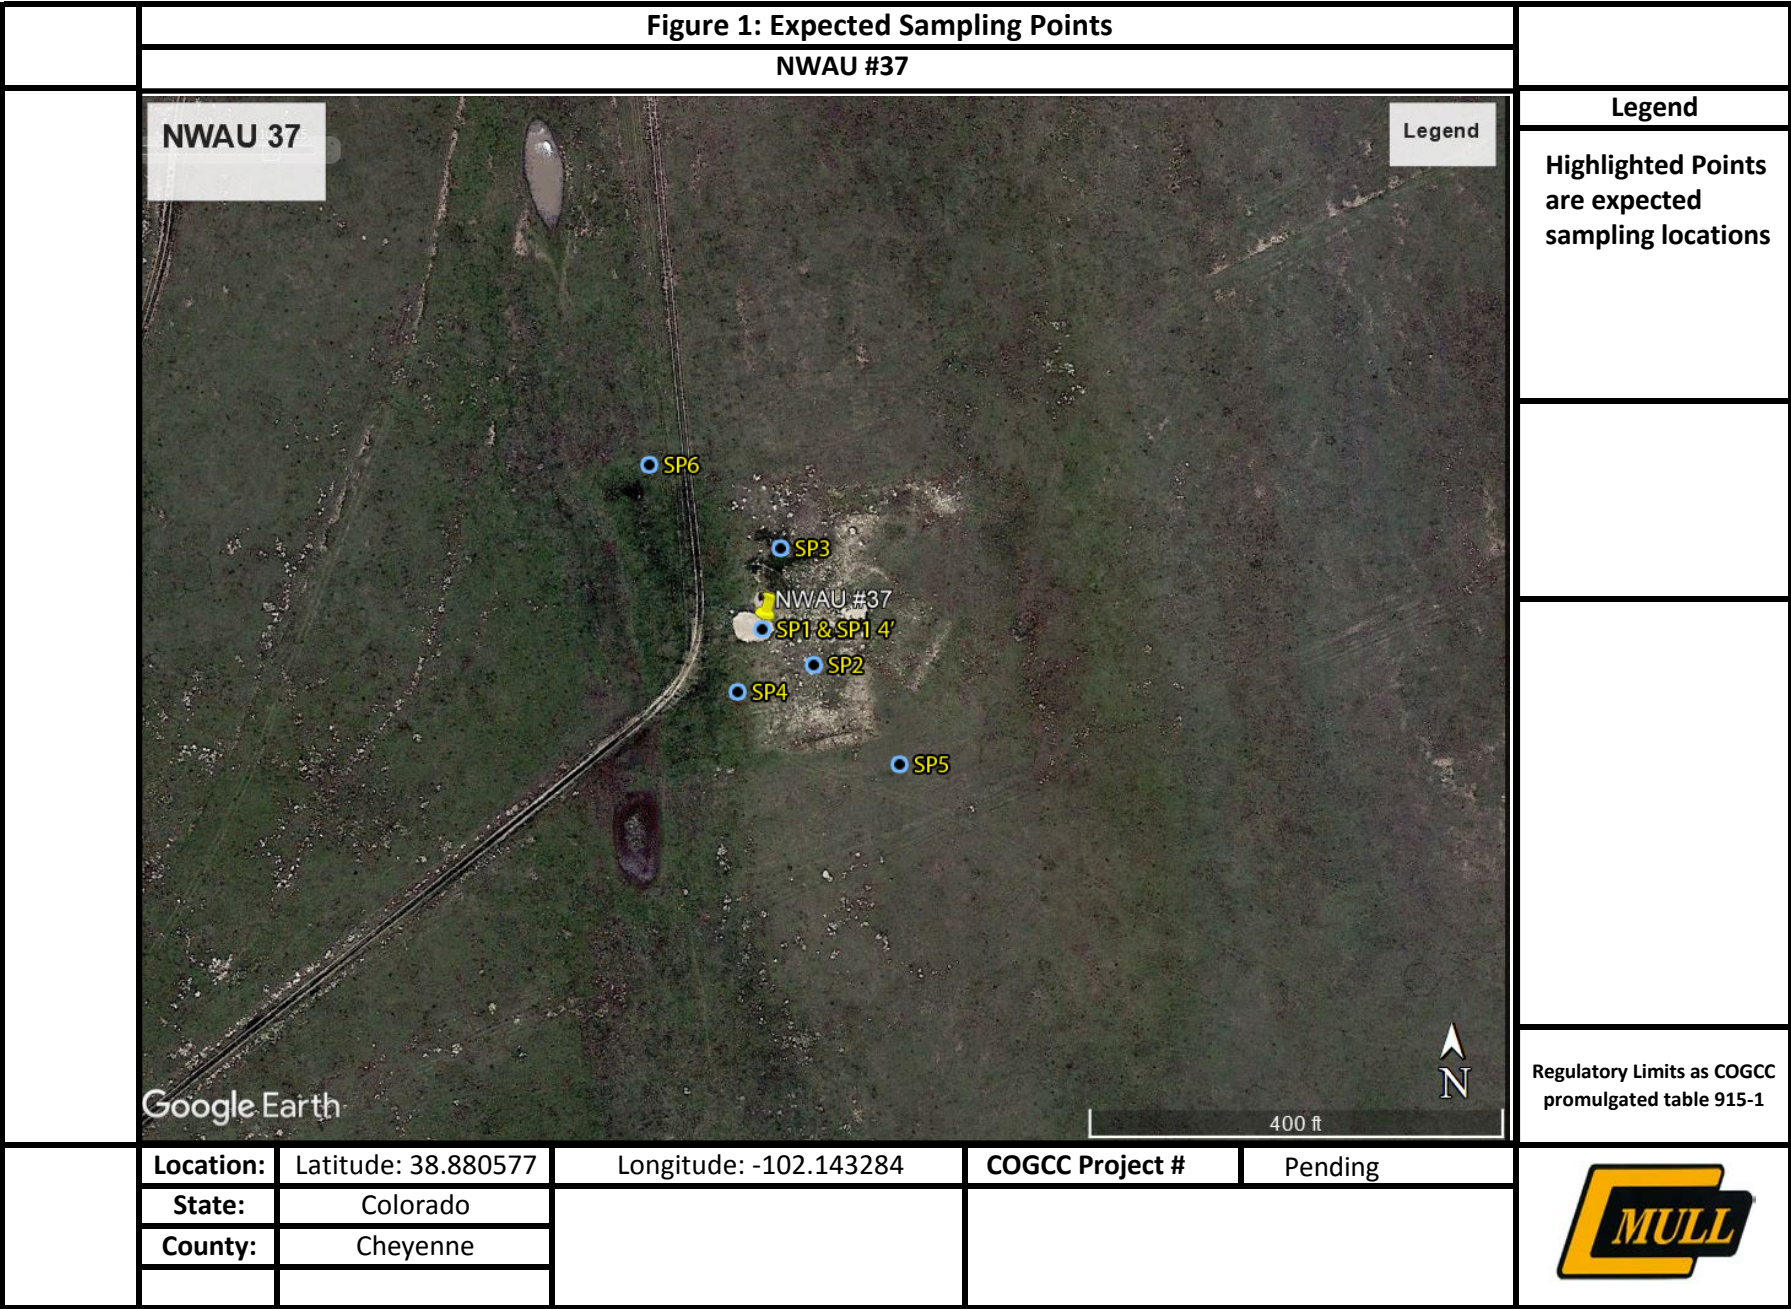 Figure 1: Expected Sampling Points
NWAU #37
NWAU 37
Legend
Legend
Highlighted Points
are expected
sampling locations
SP6
SP3
NWAU #37
SP1 & SP1 4'
SP2
SP4
SP5
Google Earth
N
400 ft
Regulatory Limits as COGCC
promulgated table 915-1
Location: Latitude: 38.880577 Longitude: -102.143284 COGCC Project # Pending
State: Colorado
County: Cheyenne
MULL